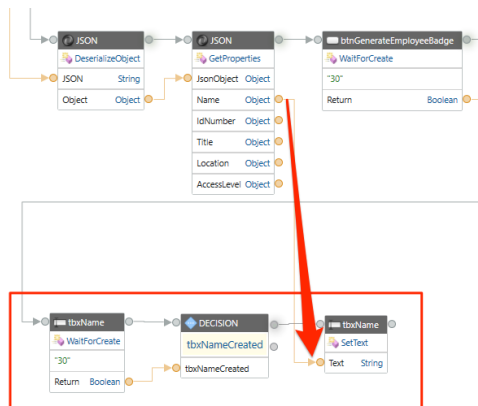 JSON
DeserializeObject
JSON String
Object Object
JSON
GetProperties
JsonObject Object
Name Object
IdNumber Object
Title Object
Location Object
AccessLevel Object
btnGenerateEmployeeBadge
WaitForCreate
"30"
Return Boolean
tbxName
WaitForCreate
"30"
Return Boolean
DECISION
tbxNameCreated
tbxNameCreated
tbxName
SetText
Text String